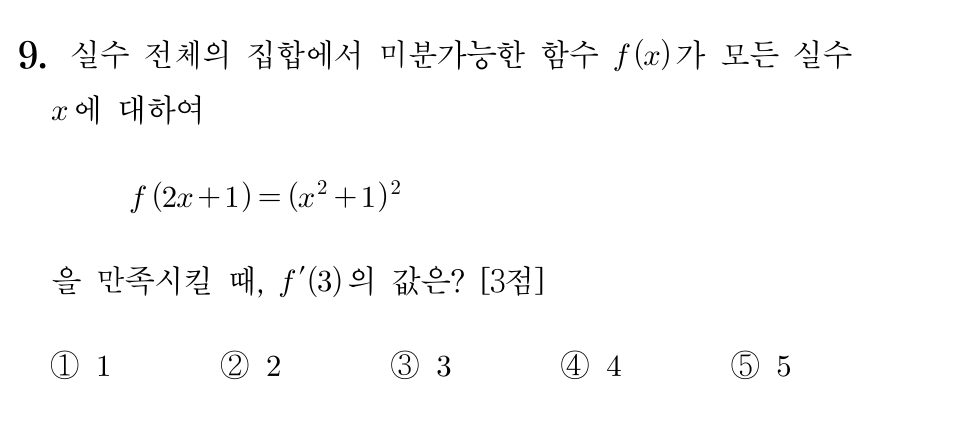 9. 실수 전체의 집합에서 미분가능한 함수 f(x)가 모든 실수
x에 대하여
f(2x+1)=(x²+1)²
을 만족시킬 때, f′(3)의 값은? [3점]
① 1 ② 2 ③ 3 ④ 4 ⑤ 5